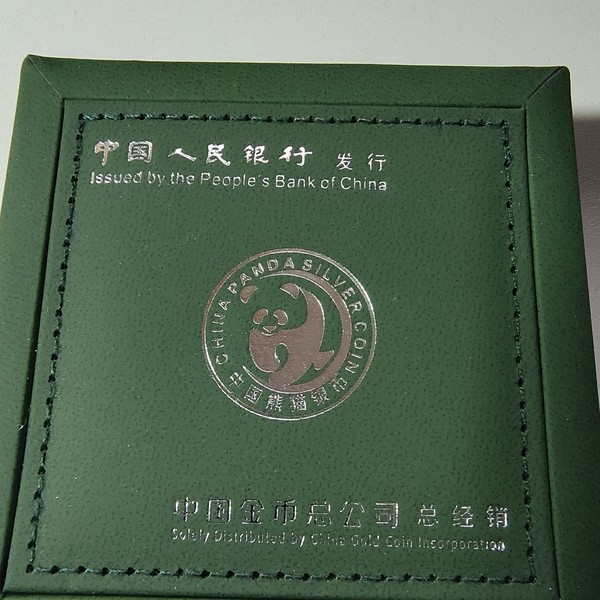 中国人民银行 发行
Issued by the People's Bank of China
CHINA PANDA SILVER COIN
中国熊猫银币
中国金币总公司 总经销
Solely Distributed by China Gold Coin Incorporation